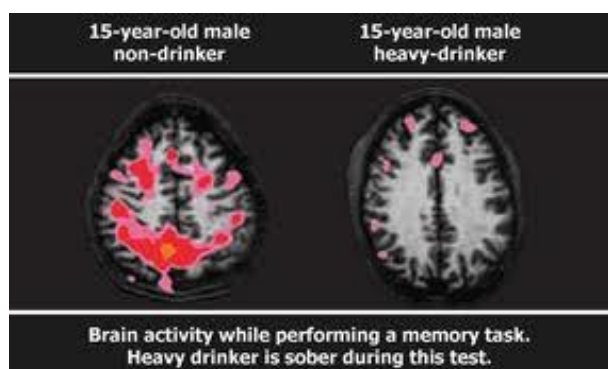 15-year-old male
non-drinker
15-year-old male
heavy-drinker
Brain activity while performing a memory task.
Heavy drinker is sober during this test.